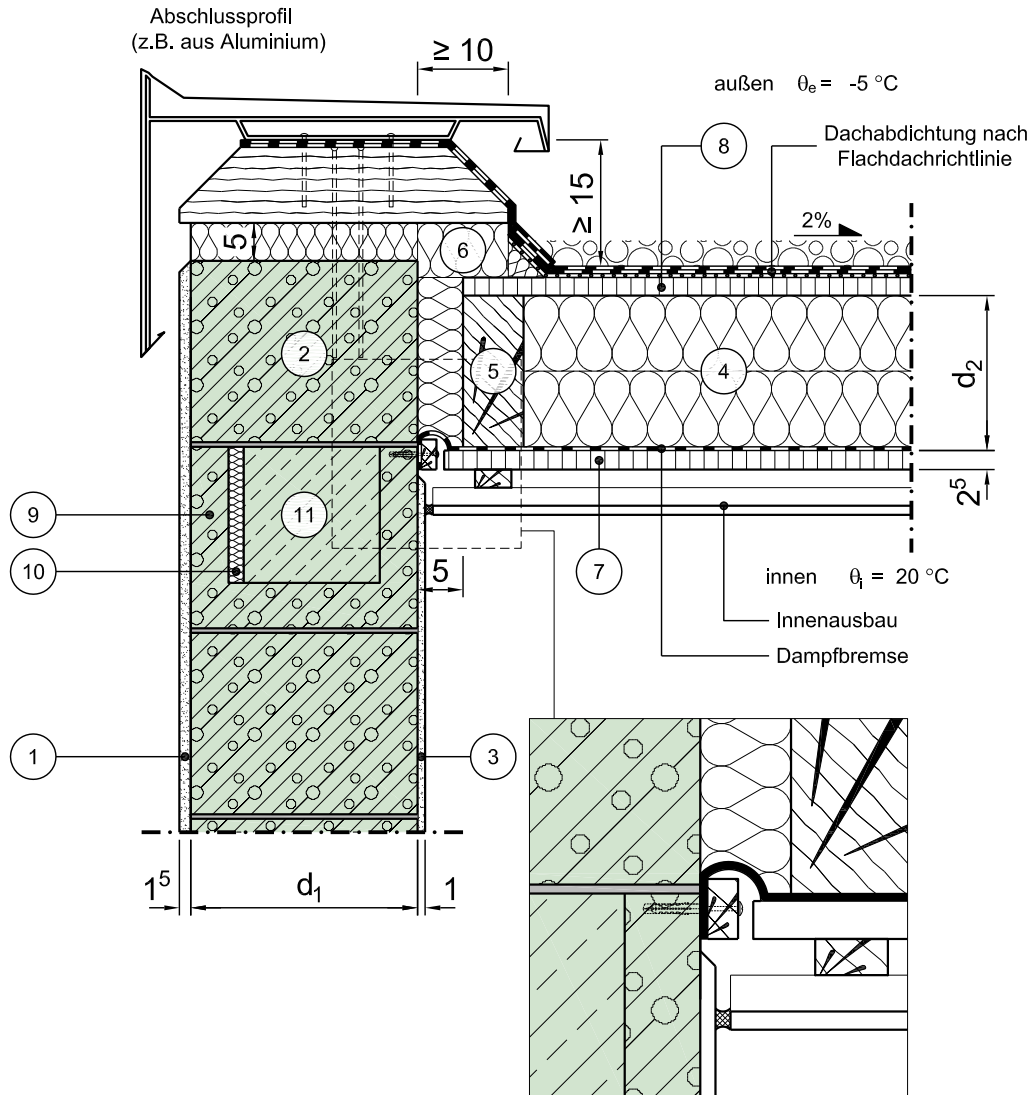 Abschlussprofil
(z.B. aus Aluminium)
≥ 10
außen θe = -5 °C
8
Dachabdichtung nach
Flachdachrichtlinie
≥ 15
2%
5
6
2
5
4
d2
9
11
10
2⁵
5
7
innen θi = 20 °C
Innenausbau
Dampfbremse
1
3
1⁵
d1
1